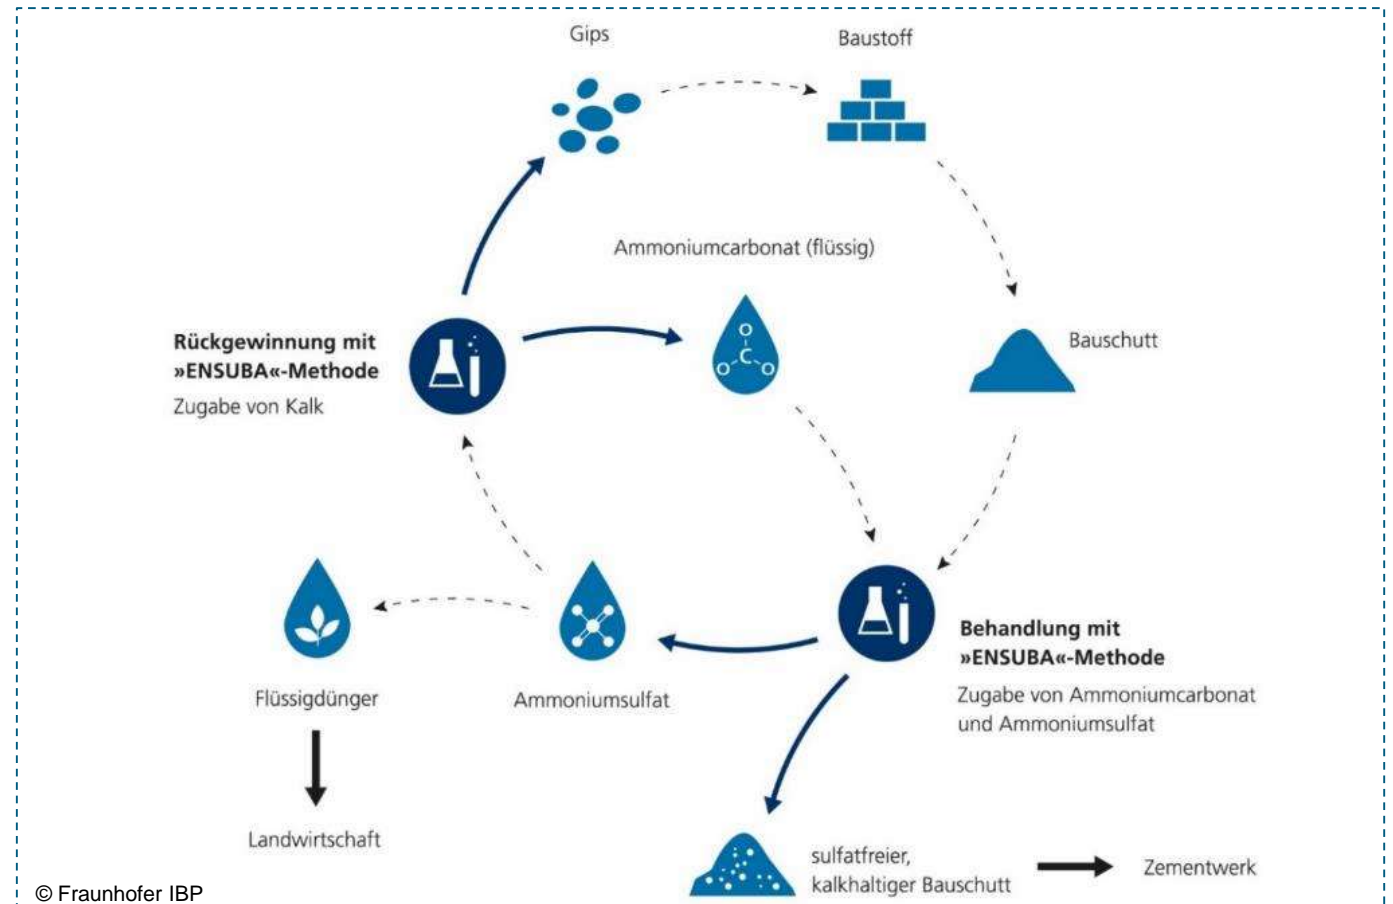 Gips
Baustoff
Ammoniumcarbonat (flüssig)
O
C
O
O
Rückgewinnung mit
»ENSUBA«-Methode
Zugabe von Kalk
Bauschutt
Flüssigdünger
Ammoniumsulfat
Behandlung mit
»ENSUBA«-Methode
Zugabe von Ammoniumcarbonat
und Ammoniumsulfat
Landwirtschaft
sulfatfreier,
kalkhaltiger Bauschutt
Zementwerk
© Fraunhofer IBP